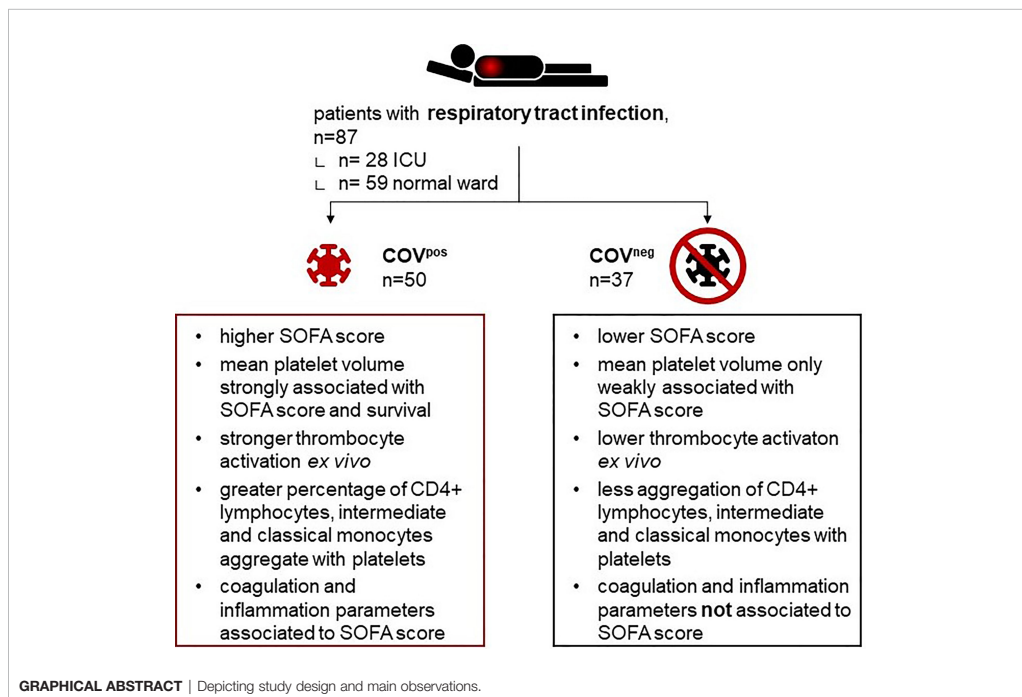 patients with respiratory tract infection,
n=87
∟ n= 28 ICU
∟ n= 59 normal ward
COVpos
n=50
COVneg
n=37
• higher SOFA score
• mean platelet volume
strongly associated with
SOFA score and survival
• stronger thrombocyte
activation ex vivo
• greater percentage of CD4+
lymphocytes, intermediate
and classical monocytes
aggregate with platelets
• coagulation and
inflammation parameters
associated to SOFA score
• lower SOFA score
• mean platelet volume only
weakly associated with
SOFA score
• lower thrombocyte activaton
ex vivo
• less aggregation of CD4+
lymphocytes, intermediate
and classical monocytes with
platelets
• coagulation and inflammation
parameters not associated to
SOFA score
GRAPHICAL ABSTRACT | Depicting study design and main observations.